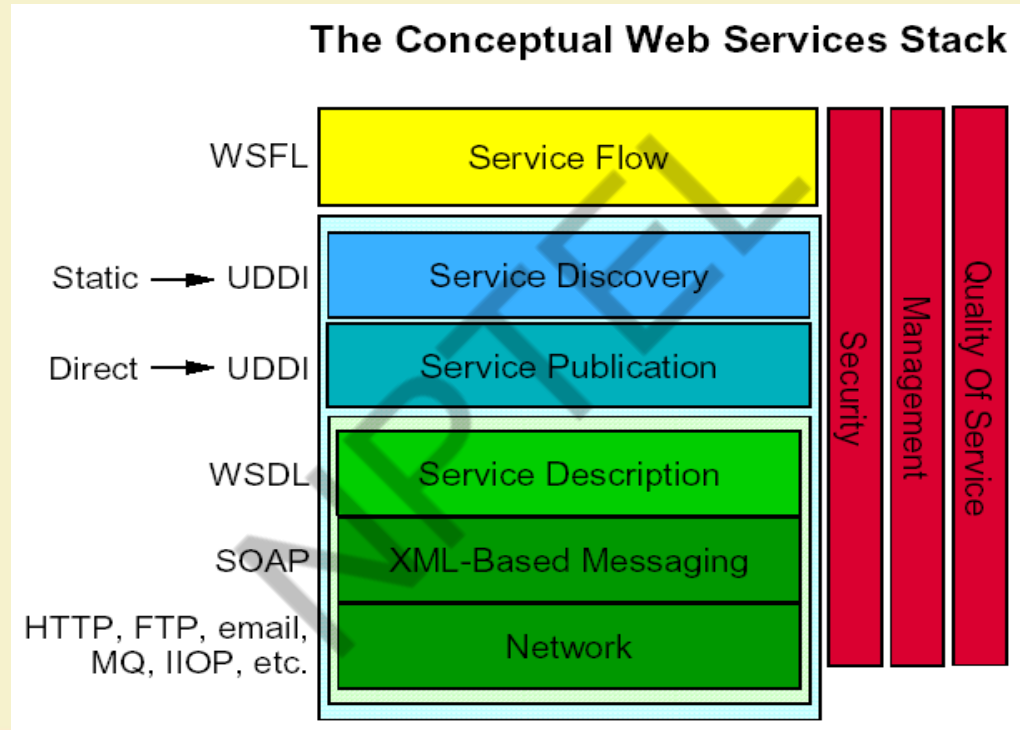 The Conceptual Web Services Stack
WSFL
Service Flow
Static
UDDI
Service Discovery
Direct
UDDI
Service Publication
WSDL
Service Description
SOAP
XML-Based Messaging
HTTP, FTP, email,
MQ, IIOP, etc.
Network
Security
Management
Quality Of Service
NPTEL